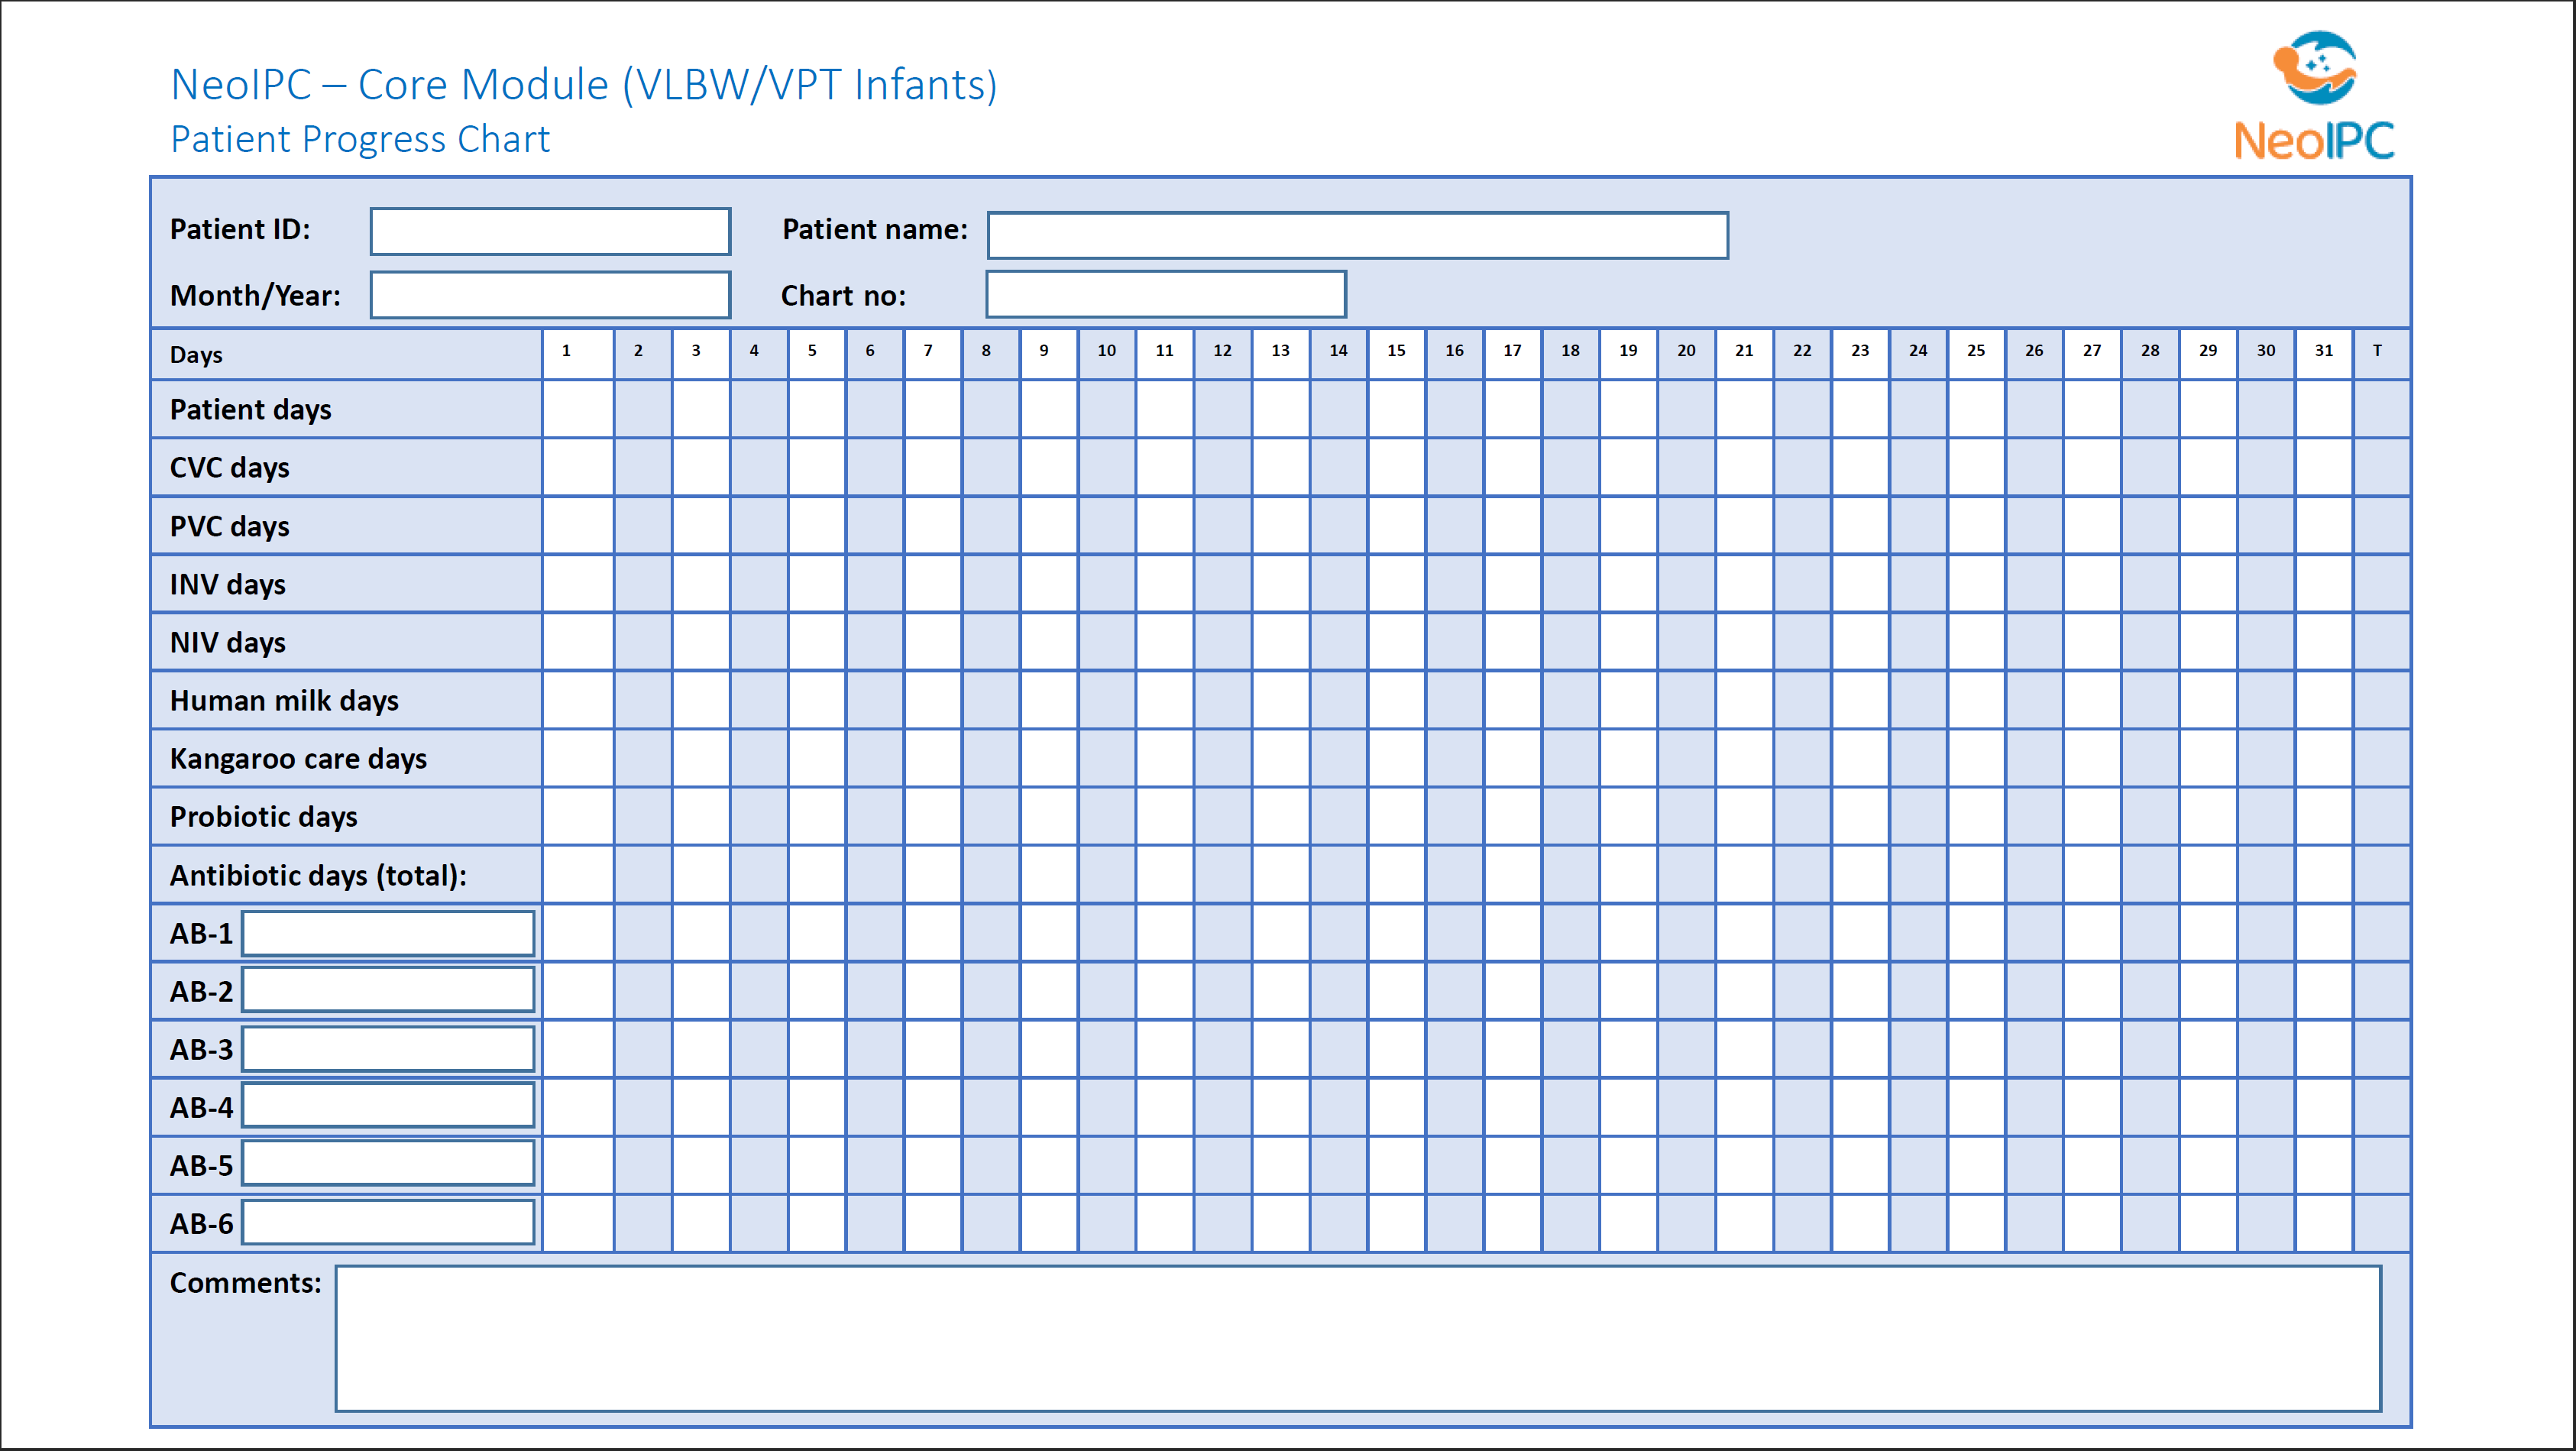 NeoIPC – Core Module (VLBW/VPT Infants)
Patient Progress Chart
NeoIPC
Patient ID: Patient name:
Month/Year: Chart no:
Days 1 2 3 4 5 6 7 8 9 10 11 12 13 14 15 16 17 18 19 20 21 22 23 24 25 26 27 28 29 30 31 T
Patient days
CVC days
PVC days
INV days
NIV days
Human milk days
Kangaroo care days
Probiotic days
Antibiotic days (total):
AB-1
AB-2
AB-3
AB-4
AB-5
AB-6
Comments: